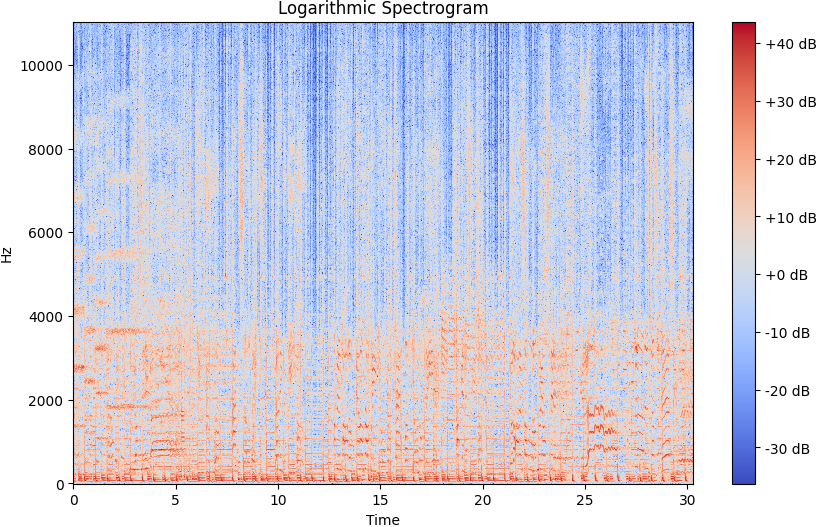 Logarithmic Spectrogram
Hz
10000
8000
6000
4000
2000
0
0 5 10 15 20 25 30
Time
+40 dB
+30 dB
+20 dB
+10 dB
+0 dB
-10 dB
-20 dB
-30 dB